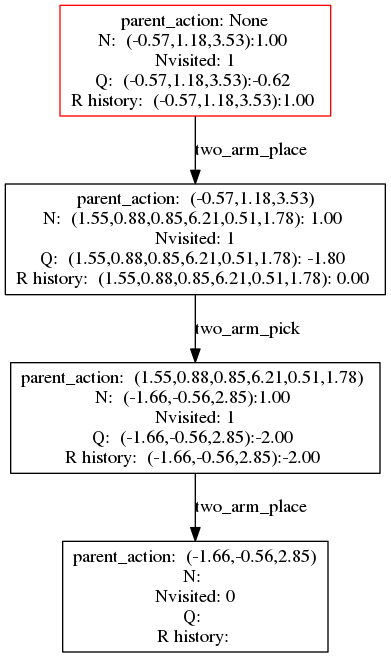 parent_action: None
N: (-0.57,1.18,3.53):1.00
Nvisited: 1
Q: (-0.57,1.18,3.53):-0.62
R history: (-0.57,1.18,3.53):1.00
two_arm_place
parent_action: (-0.57,1.18,3.53)
N: (1.55,0.88,0.85,6.21,0.51,1.78): 1.00
Nvisited: 1
Q: (1.55,0.88,0.85,6.21,0.51,1.78): -1.80
R history: (1.55,0.88,0.85,6.21,0.51,1.78): 0.00
two_arm_pick
parent_action: (1.55,0.88,0.85,6.21,0.51,1.78)
N: (-1.66,-0.56,2.85):1.00
Nvisited: 1
Q: (-1.66,-0.56,2.85):-2.00
R history: (-1.66,-0.56,2.85):-2.00
two_arm_place
parent_action: (-1.66,-0.56,2.85)
N:
Nvisited: 0
Q:
R history: